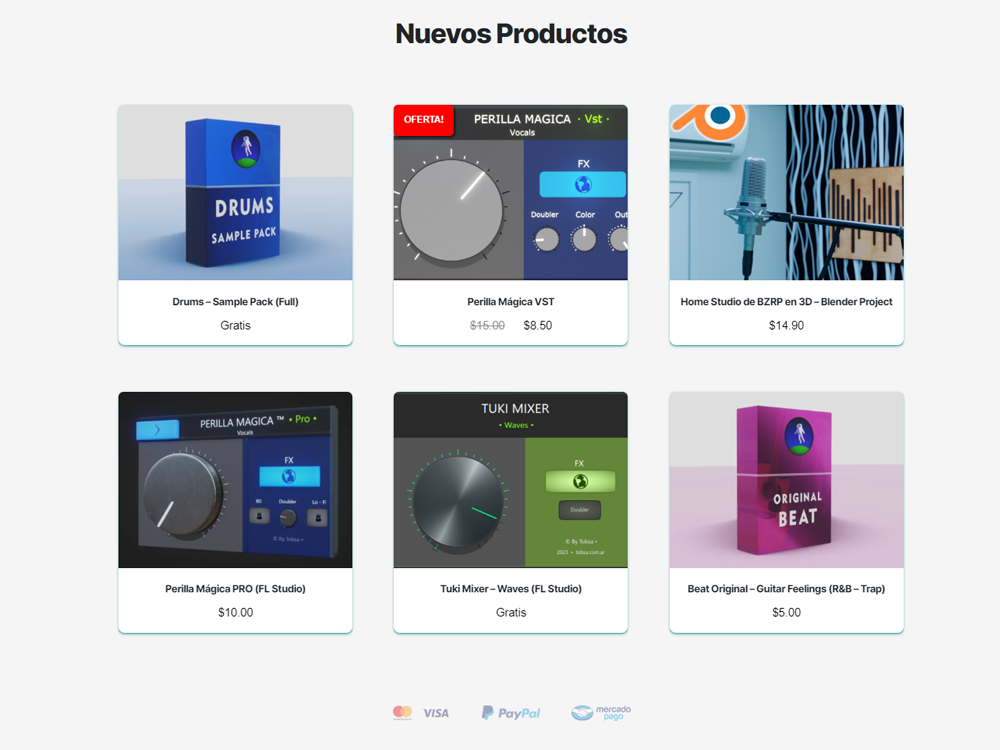 Nuevos Productos
DRUMS
SAMPLE PACK
Drums – Sample Pack (Full)
Gratis
OFERTA!
PERILLA MAGICA • Vst •
Vocals
FX
Doubler Color Out
Perilla Mágica VST
$15.00 $8.50
Home Studio de BZRP en 3D – Blender Project
$14.90
PERILLA MAGICA ™ • Pro •
Vocals
FX
8D Doubler Lo - Fi
© By Tobsa •
Perilla Mágica PRO (FL Studio)
$10.00
TUKI MIXER
• Waves •
FX
Doubler
© By Tobsa •
2023 • tobsa.com.ar
Tuki Mixer – Waves (FL Studio)
Gratis
ORIGINAL
BEAT
Beat Original – Guitar Feelings (R&B – Trap)
$5.00
VISA
PayPal
mercado
pago